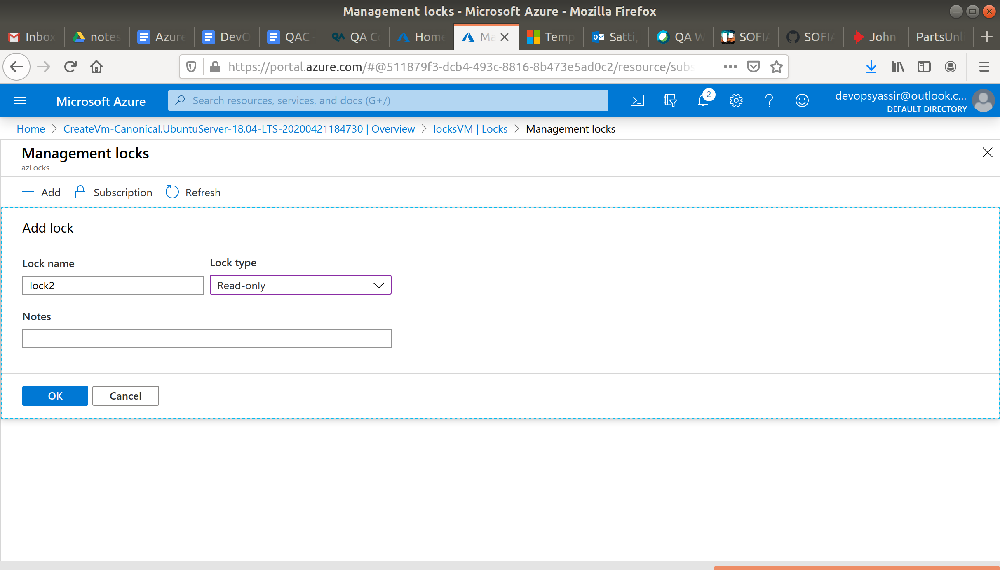 Management locks - Microsoft Azure - Mozilla Firefox
Inbox notes Azure DevO QAC - QA Co Home Ma Temp Satti, QA W SOFIA SOFIA John PartsUnl
https://portal.azure.com/#@511879f3-dcb4-493c-8816-8b473e5ad0c2/resource/subs
Microsoft Azure
Search resources, services, and docs (G+/)
2
devopsyassir@outlook.c...
DEFAULT DIRECTORY
Home > CreateVm-Canonical.UbuntuServer-18.04-LTS-20200421184730 | Overview > locksVM | Locks > Management locks
Management locks
azLocks
Add Subscription Refresh
Add lock
Lock name Lock type
lock2 Read-only
Notes
OK Cancel